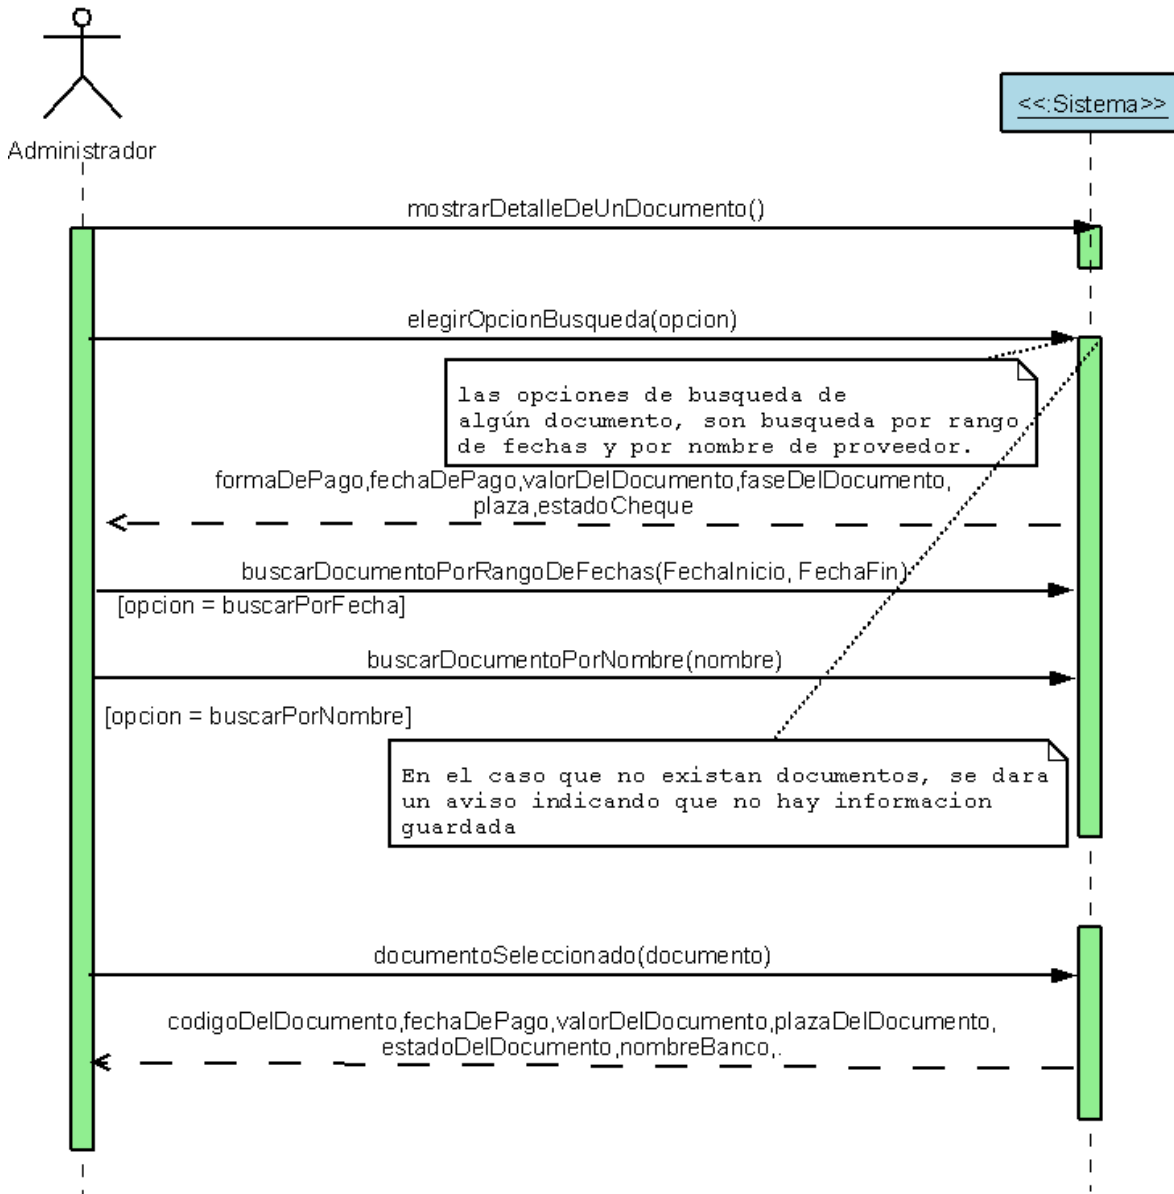 <<:Sistema>>
Administrador
mostrarDetalleDeUnDocumento()
elegirOpcionBusqueda(opcion)
las opciones de busqueda de
algún documento, son busqueda por rango
de fechas y por nombre de proveedor.
formaDePago,fechaDePago,valorDelDocumento,faseDelDocumento,
plaza,estadoCheque
buscarDocumentoPorRangoDeFechas(FechaInicio, FechaFin)
[opcion = buscarPorFecha]
buscarDocumentoPorNombre(nombre)
[opcion = buscarPorNombre]
En el caso que no existan documentos, se dara
un aviso indicando que no hay informacion
guardada
documentoSeleccionado(documento)
codigoDelDocumento,fechaDePago,valorDelDocumento,plazaDelDocumento,
estadoDelDocumento,nombreBanco,.